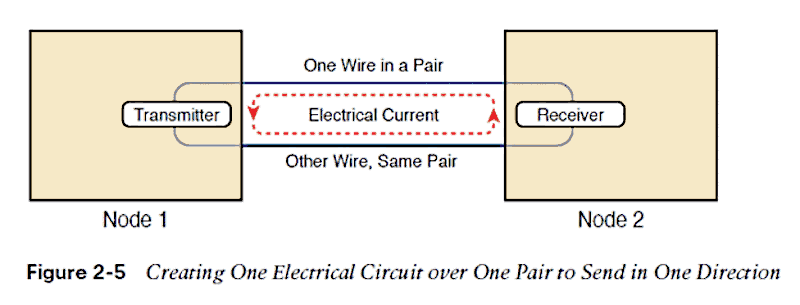 One Wire in a Pair
Transmitter
Electrical Current
Receiver
Other Wire, Same Pair
Node 1
Node 2
Figure 2-5 Creating One Electrical Circuit over One Pair to Send in One Direction